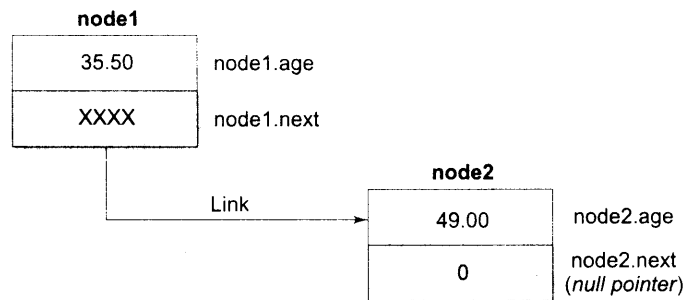 node1
35.50
node1.age
XXXX
node1.next
node2
Link
49.00
node2.age
0
node2.next
(null pointer)